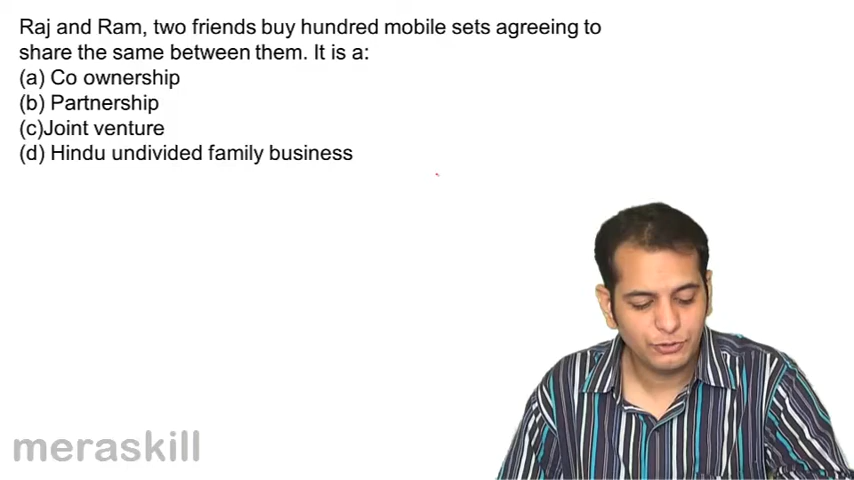 Raj and Ram, two friends buy hundred mobile sets agreeing to
share the same between them. It is a:
(a) Co ownership
(b) Partnership
(c)Joint venture
(d) Hindu undivided family business
meraskill